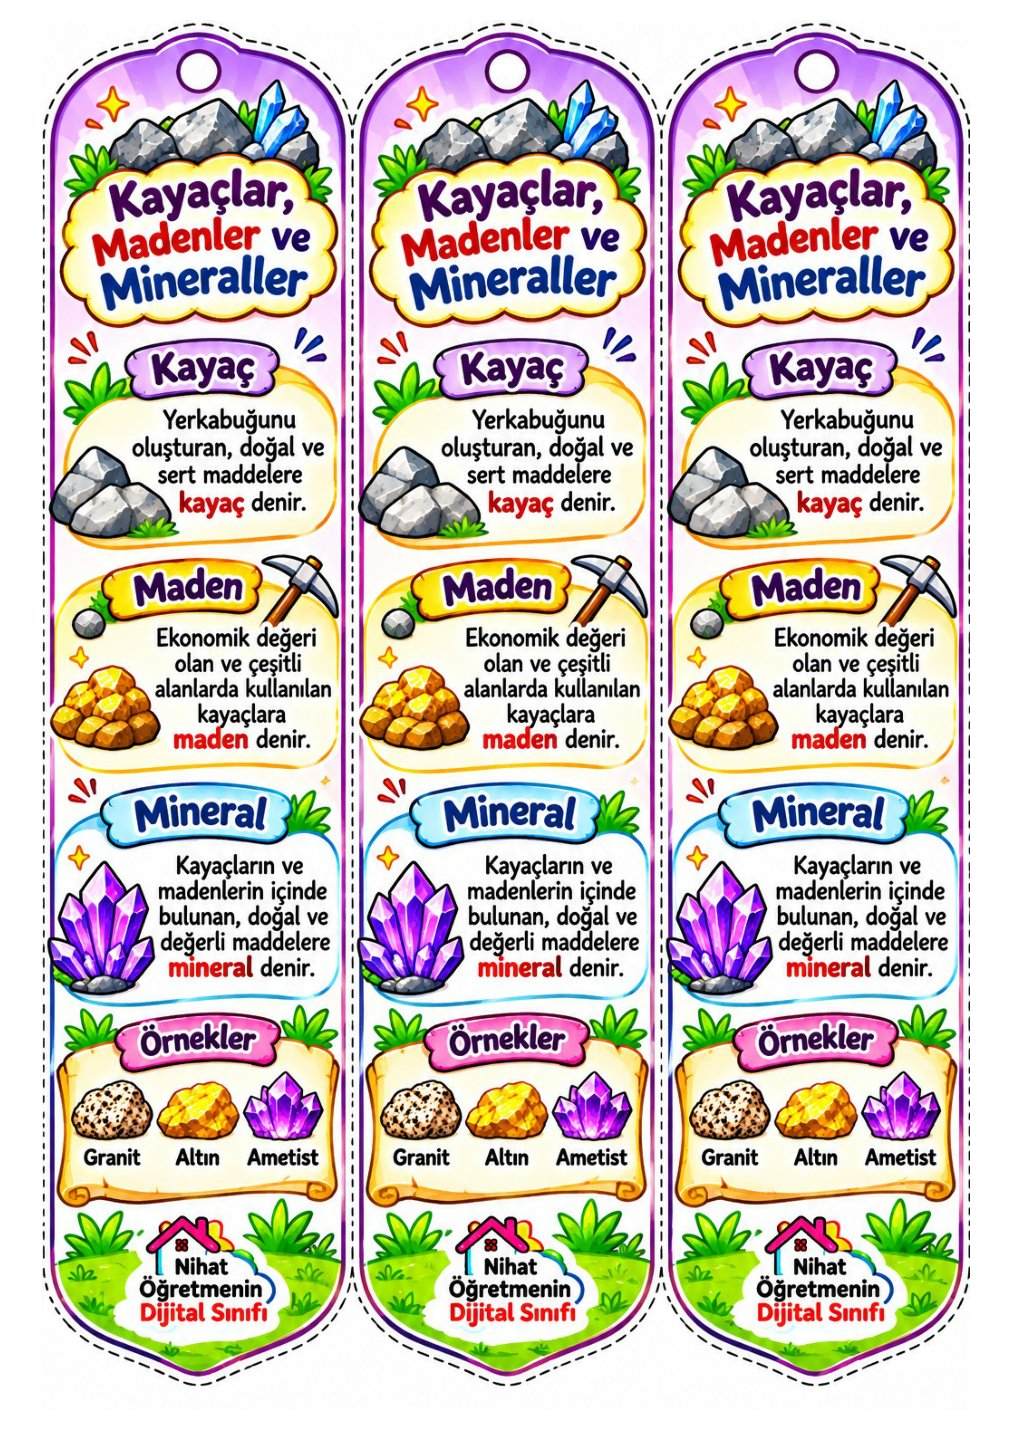 Kayaçlar,
Madenler ve
Mineraller
Kayaç
Yerkabuğunu
oluşturan, doğal ve
sert maddelere
kayaç denir.
Maden
Ekonomik değeri
olan ve çeşitli
alanlarda kullanılan
kayaçlara
maden denir.
Mineral
Kayaçların ve
madenlerin içinde
bulunan, doğal ve
değerli maddelere
mineral denir.
Örnekler
Granit Altın Ametist
Nihat
Öğretmenin
Dijital Sınıfı
Kayaçlar,
Madenler ve
Mineraller
Kayaç
Yerkabuğunu
oluşturan, doğal ve
sert maddelere
kayaç denir.
Maden
Ekonomik değeri
olan ve çeşitli
alanlarda kullanılan
kayaçlara
maden denir.
Mineral
Kayaçların ve
madenlerin içinde
bulunan, doğal ve
değerli maddelere
mineral denir.
Örnekler
Granit Altın Ametist
Nihat
Öğretmenin
Dijital Sınıfı
Kayaçlar,
Madenler ve
Mineraller
Kayaç
Yerkabuğunu
oluşturan, doğal ve
sert maddelere
kayaç denir.
Maden
Ekonomik değeri
olan ve çeşitli
alanlarda kullanılan
kayaçlara
maden denir.
Mineral
Kayaçların ve
madenlerin içinde
bulunan, doğal ve
değerli maddelere
mineral denir.
Örnekler
Granit Altın Ametist
Nihat
Öğretmenin
Dijital Sınıfı